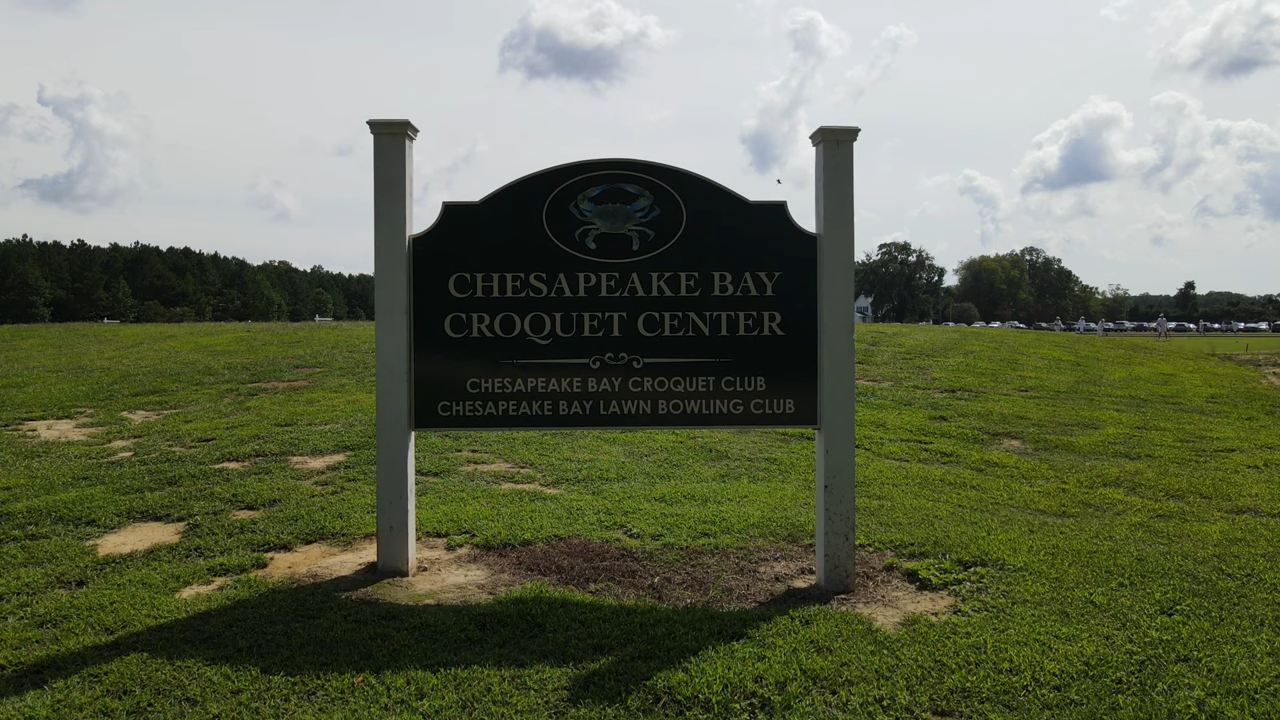 CHESAPEAKE BAY
CROQUET CENTER
CHESAPEAKE BAY CROQUET CLUB
CHESAPEAKE BAY LAWN BOWLING CLUB